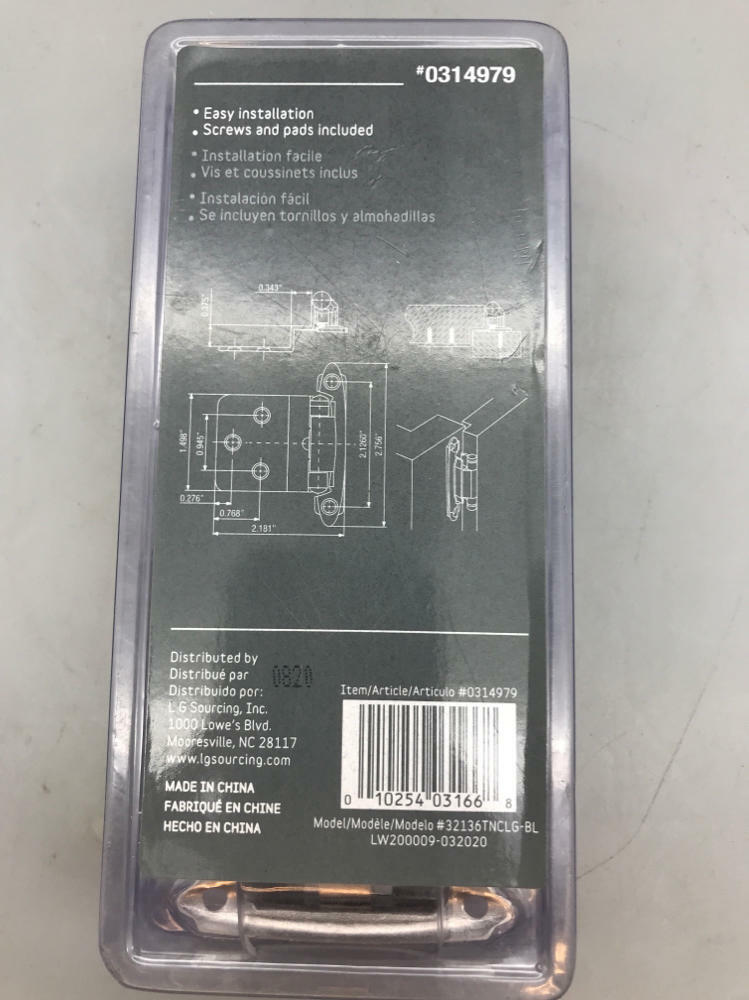 #0314979
• Easy installation
• Screws and pads included
• Installation facile
• Vis et coussinets inclus
• Instalación fácil
• Se incluyen tornillos y almohadillas
0.343"
0.375"
1.498"
0.945"
2.1260"
2.756"
0.276"
0.768"
2.181"
Distributed by
Distribué par
Distribuido por:
0820
L G Sourcing, Inc.
1000 Lowe's Blvd.
Mooresville, NC 28117
www.lgsourcing.com
MADE IN CHINA
FABRIQUÉ EN CHINE
HECHO EN CHINA
Item/Article/Articulo #0314979
0 10254 03166 8
Model/Modèle/Modelo #32136TNCLG-BL
LW200009-032020